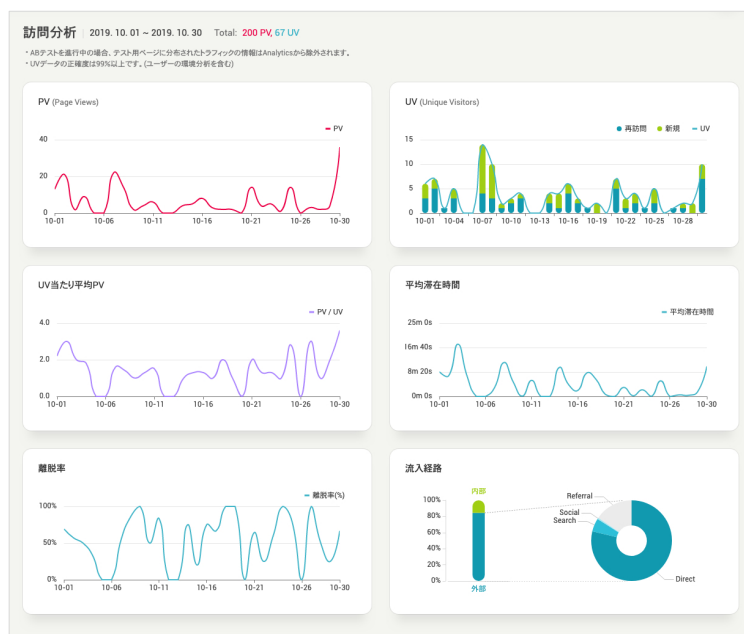 訪問分析 2019. 10. 01 ~ 2019. 10. 30 Total: 200 PV, 67 UV
・ABテストを進行中の場合、テスト用ページに分布されたトラフィックの情報はAnalyticsから除外されます。
・UVデータの正確度は99%以上です。(ユーザーの環境分析を含む)
PV (Page Views)
PV
40
20
0
10-01 10-06 10-11 10-16 10-21 10-26 10-30
UV (Unique Visitors)
再訪問 新規 UV
15
10
5
0
10-01 10-04 10-07 10-10 10-13 10-16 10-19 10-22 10-25 10-28
UV当たり平均PV
PV / UV
4.0
2.0
0.0
10-01 10-06 10-11 10-16 10-21 10-26 10-30
平均滞在時間
平均滞在時間
25m 0s
16m 40s
8m 20s
0m 0s
10-01 10-06 10-11 10-16 10-21 10-26 10-30
離脱率
離脱率(%)
100%
50%
0%
10-01 10-06 10-11 10-16 10-21 10-26 10-30
流入経路
内部
100%
80%
60%
40%
20%
0%
外部
Referral
Social
Search
Direct